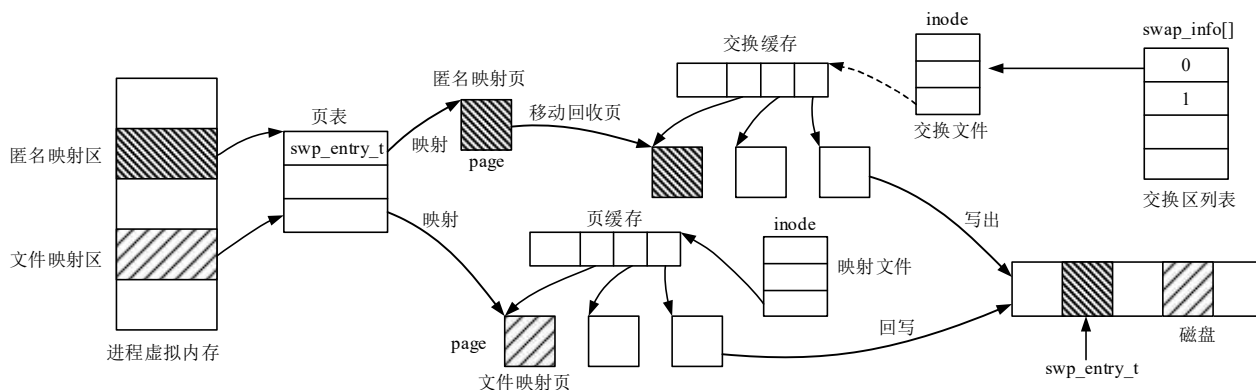 inode
swap_info[]
交换缓存
0
匿名映射页
1
页表
移动回收页
交换文件
swp_entry_t
映射
匿名映射区
page
交换区列表
映射
页缓存
inode
写出
文件映射区
映射文件
回写
page
磁盘
进程虚拟内存
文件映射页
swp_entry_t